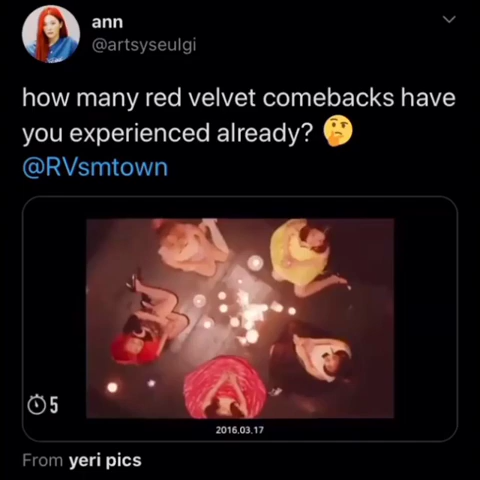 ann
@artsyseulgi
how many red velvet comebacks have
you experienced already? 🤔
@RVsmtown
5
2016.03.17
From yeri pics